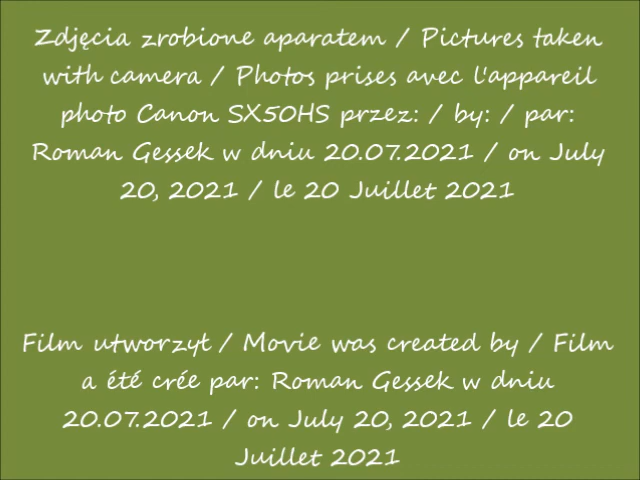 Zdjęcia zrobione aparatem / Pictures taken
with camera / Photos prises avec l'appareil
photo Canon SX50HS przez: / by: / par:
Roman Gessek w dniu 20.07.2021 / on July
20, 2021 / le 20 Juillet 2021
Film utworzył / Movie was created by / Film
a été crée par: Roman Gessek w dniu
20.07.2021 / on July 20, 2021 / le 20
Juillet 2021